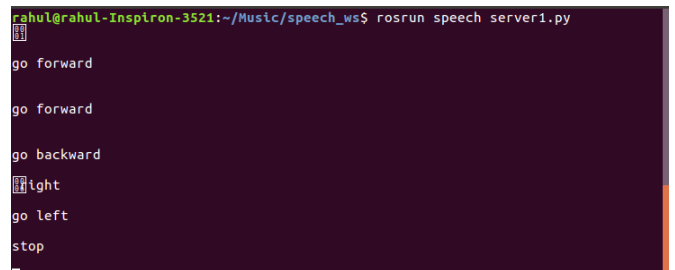 rahul@rahul-Inspiron-3521:~/Music/speech_ws$ rosrun speech server1.py
go forward
go forward
go backward
ight
go left
stop